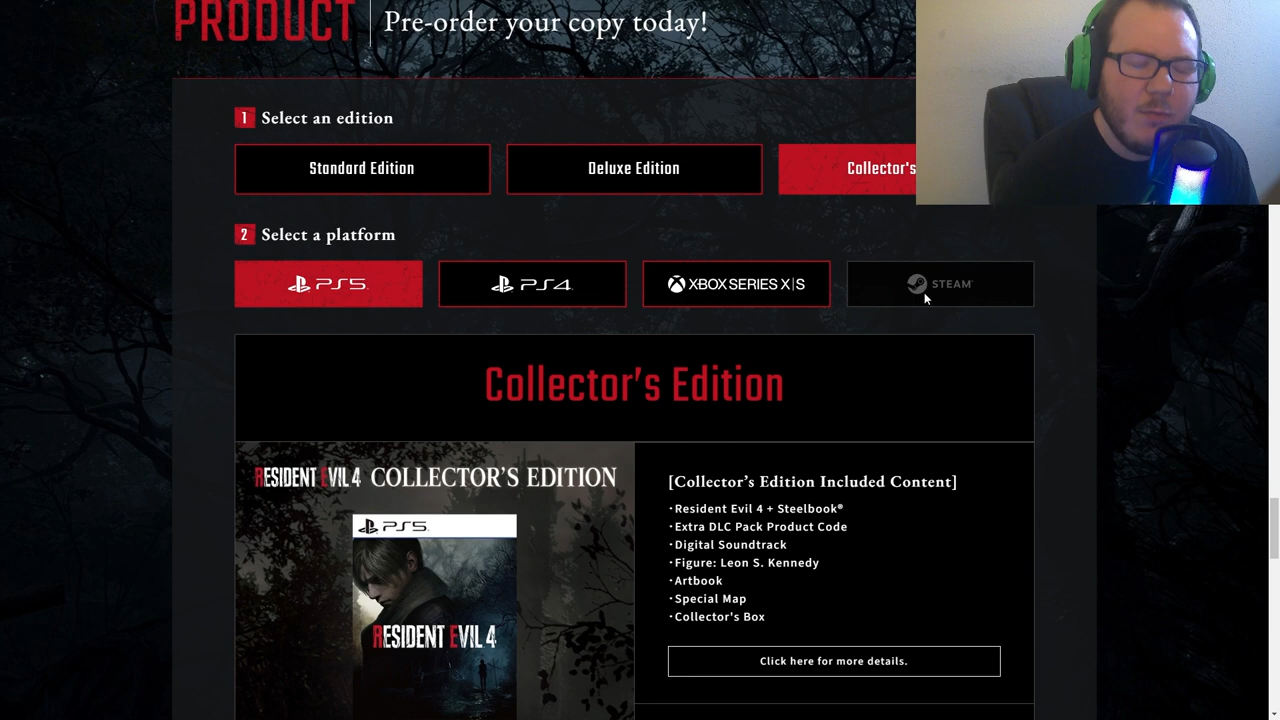 PRODUCT
Pre-order your copy today!
1 Select an edition
Standard Edition
Deluxe Edition
Collector's
2 Select a platform
PS5
PS4
XBOX SERIES X|S
STEAM
Collector's Edition
RESIDENT EVIL 4 COLLECTOR'S EDITION
PS5
RESIDENT EVIL 4
[Collector's Edition Included Content]
・Resident Evil 4 + Steelbook®
・Extra DLC Pack Product Code
・Digital Soundtrack
・Figure: Leon S. Kennedy
・Artbook
・Special Map
・Collector's Box
Click here for more details.